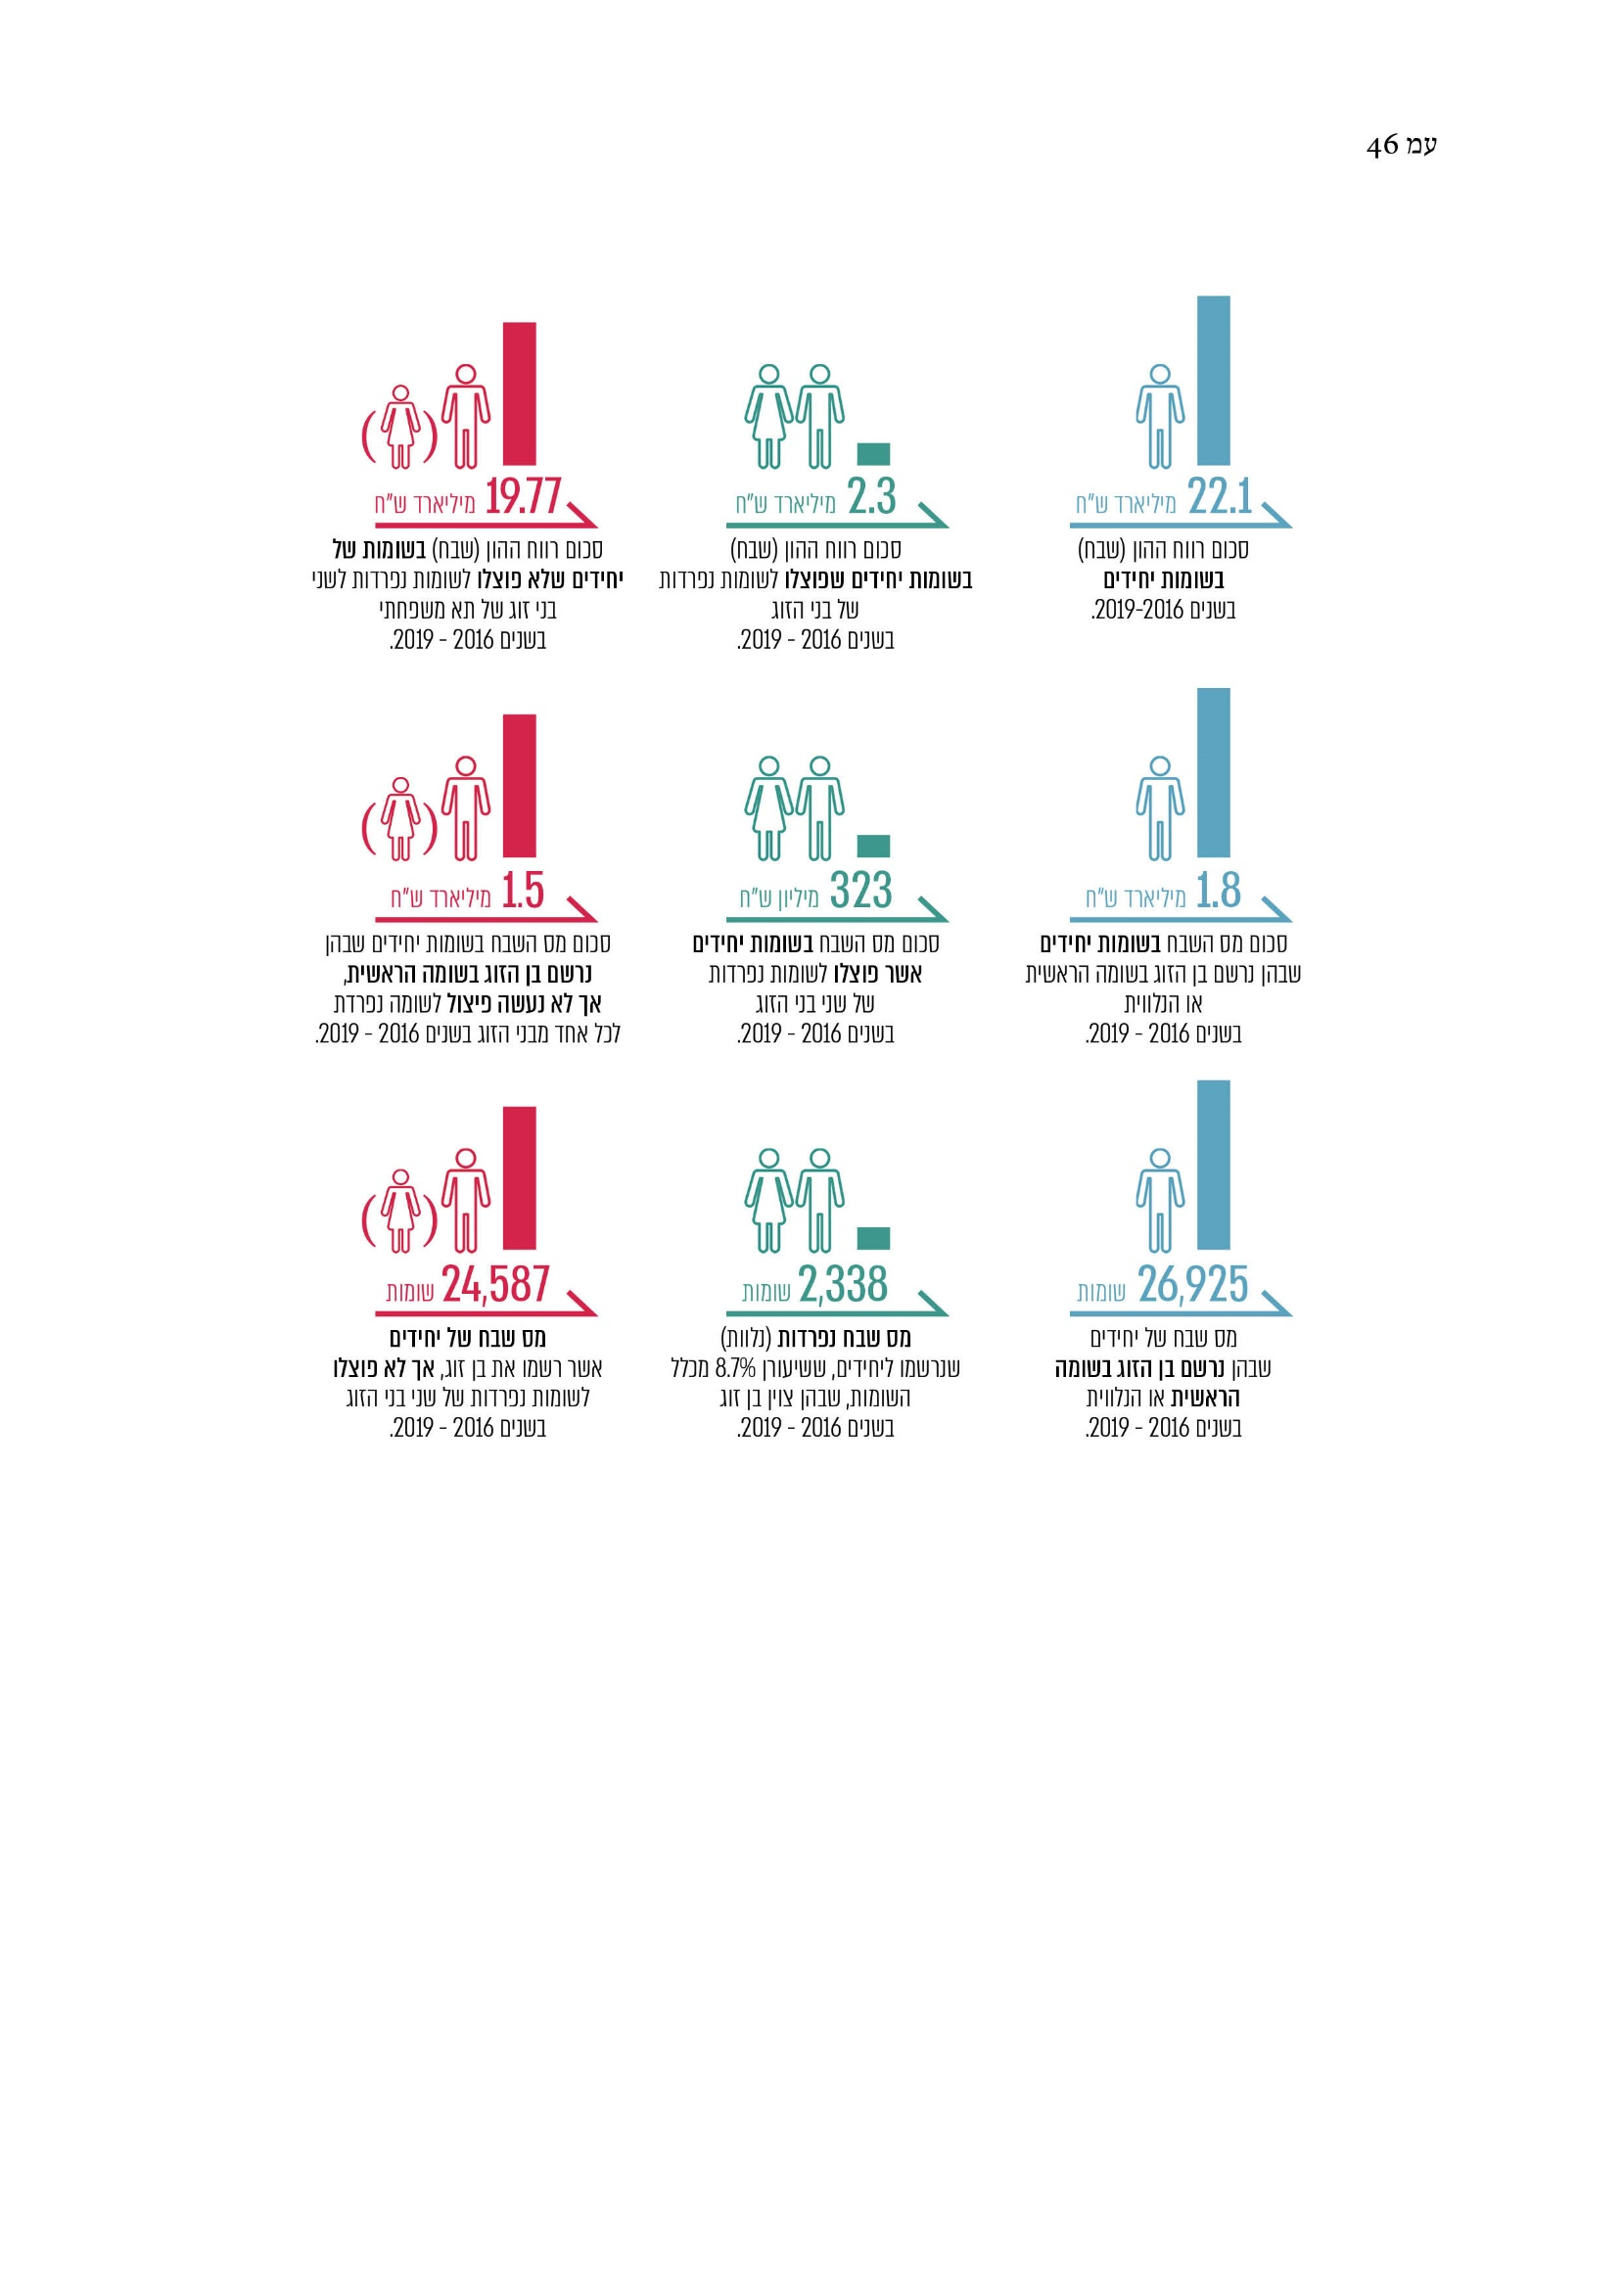 עמ 46
22.1 מיליארד ש"ח
סכום רווח ההון (שבח)
בשומות יחידים
בשנים 2019-2016.
2.3 מיליארד ש"ח
סכום רווח ההון (שבח)
בשומות יחידים שפוצלו לשומות נפרדות
של בני הזוג
בשנים 2016 - 2019.
19.77 מיליארד ש"ח
סכום רווח ההון (שבח) בשומות של
יחידים שלא פוצלו לשומות נפרדות לשני
בני זוג של תא משפחתי
בשנים 2016 - 2019.
1.8 מיליארד ש"ח
סכום מס השבח בשומות יחידים
שבהן נרשם בן הזוג בשומה הראשית
או הנלווית
בשנים 2016 - 2019.
323 מיליון ש"ח
סכום מס השבח בשומות יחידים
אשר פוצלו לשומות נפרדות
של שני בני הזוג
בשנים 2016 - 2019.
1.5 מיליארד ש"ח
סכום מס השבח בשומות יחידים שבהן
נרשם בן הזוג בשומה הראשית,
אך לא נעשה פיצול לשומה נפרדת
לכל אחד מבני הזוג בשנים 2016 - 2019.
26,925 שומות
מס שבח של יחידים
שבהן נרשם בן הזוג בשומה
הראשית או הנלווית
בשנים 2016 - 2019.
2,338 שומות
מס שבח נפרדות (נלוות)
שנרשמו ליחידים, ששיעורן 8.7% מכלל
השומות, שבהן צוין בן זוג
בשנים 2016 - 2019.
24,587 שומות
מס שבח של יחידים
אשר רשמו את בן זוג, אך לא פוצלו
לשומות נפרדות של שני בני הזוג
בשנים 2016 - 2019.